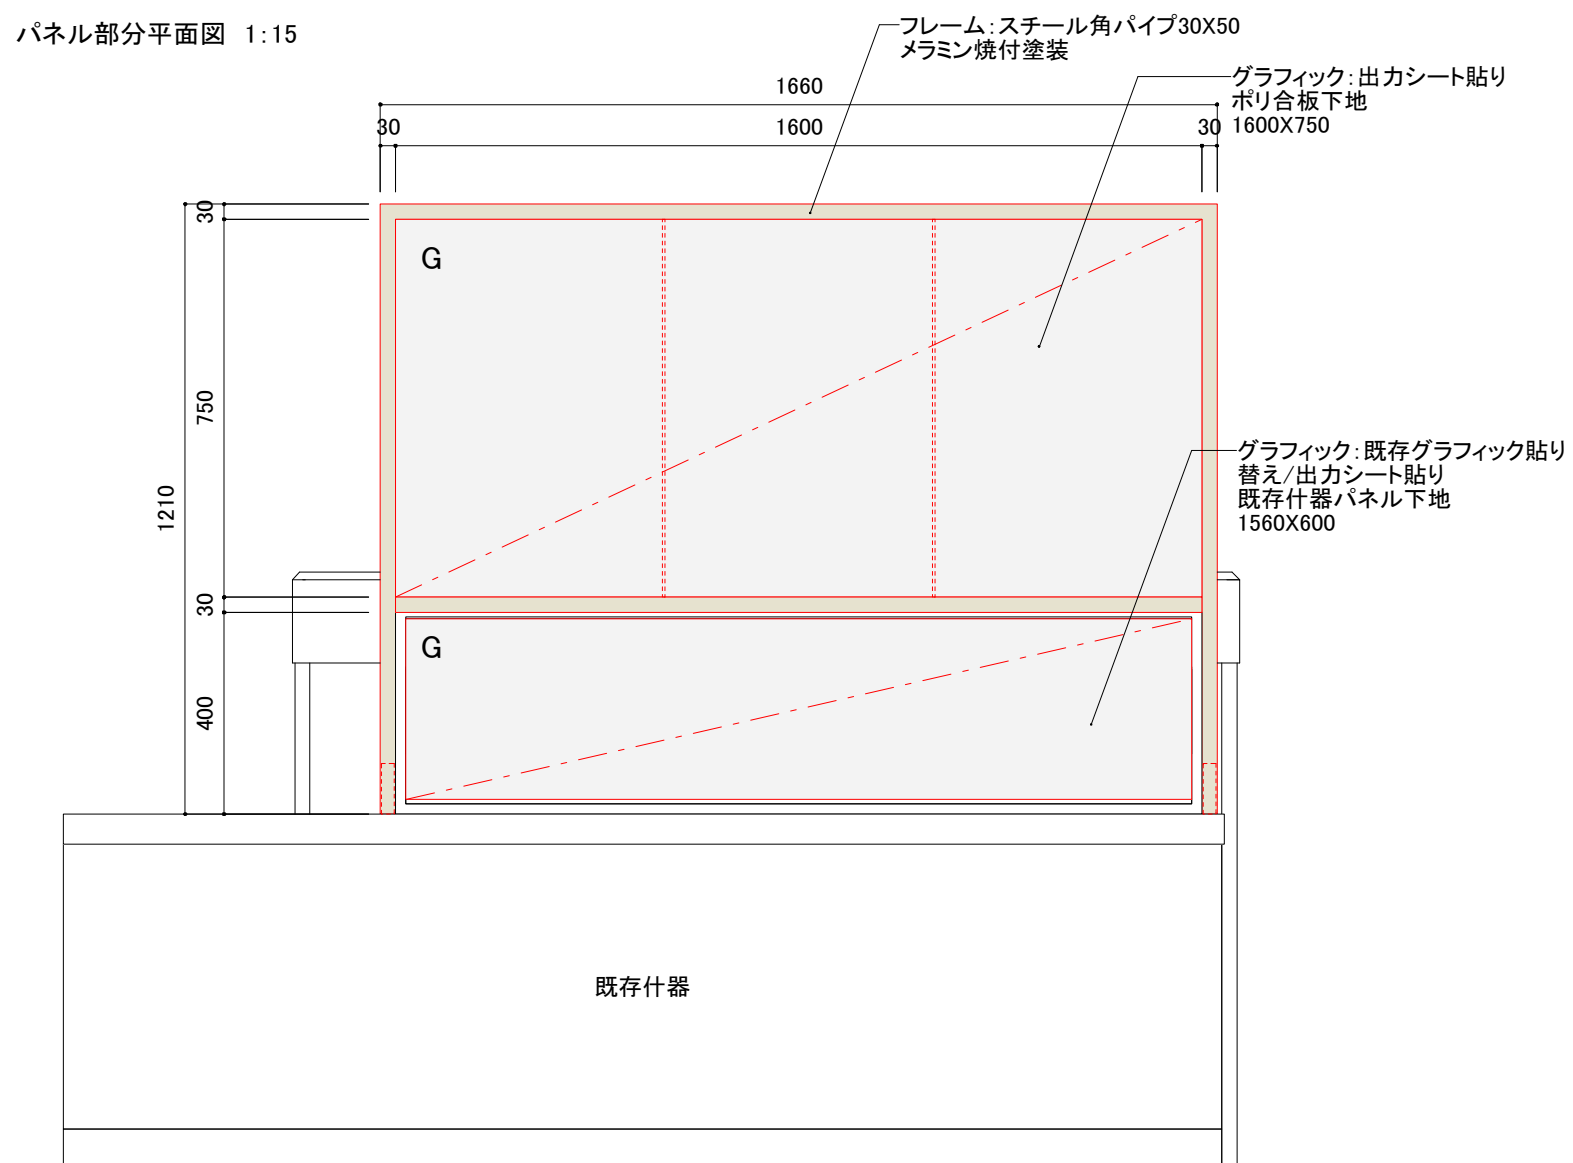 パネル部分平面図 1:15
フレーム:スチール角パイプ30X50
メラミン焼付塗装
グラフィック:出力シート貼り
ポリ合板下地
1600X750
1660
30
1600
30
30
G
750
グラフィック:既存グラフィック貼り
替え/出力シート貼り
既存什器パネル下地
1560X600
1210
30
G
400
既存什器